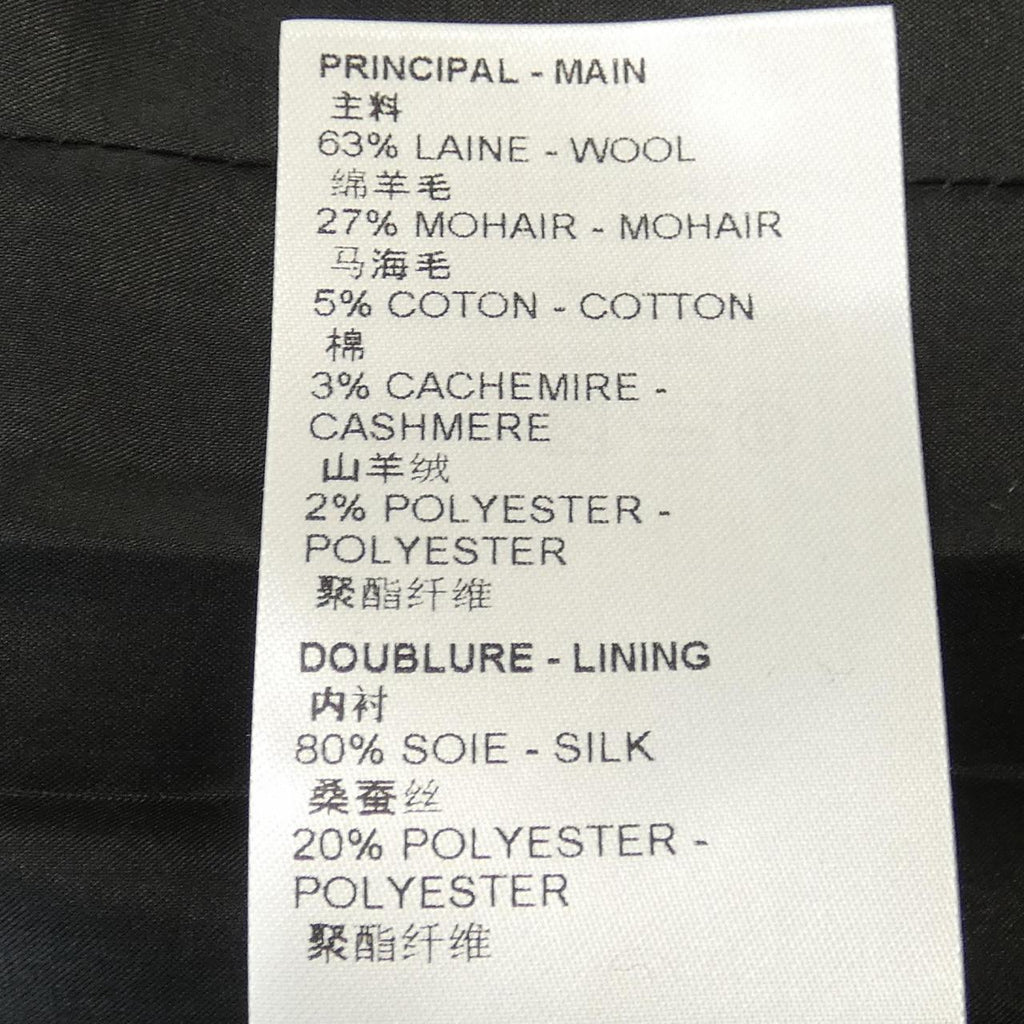 PRINCIPAL - MAIN
主料
63% LAINE - WOOL
绵羊毛
27% MOHAIR - MOHAIR
马海毛
5% COTON - COTTON
棉
3% CACHEMIRE -
CASHMERE
山羊绒
2% POLYESTER -
POLYESTER
聚酯纤维
DOUBLURE - LINING
内衬
80% SOIE - SILK
桑蚕丝
20% POLYESTER -
POLYESTER
聚酯纤维